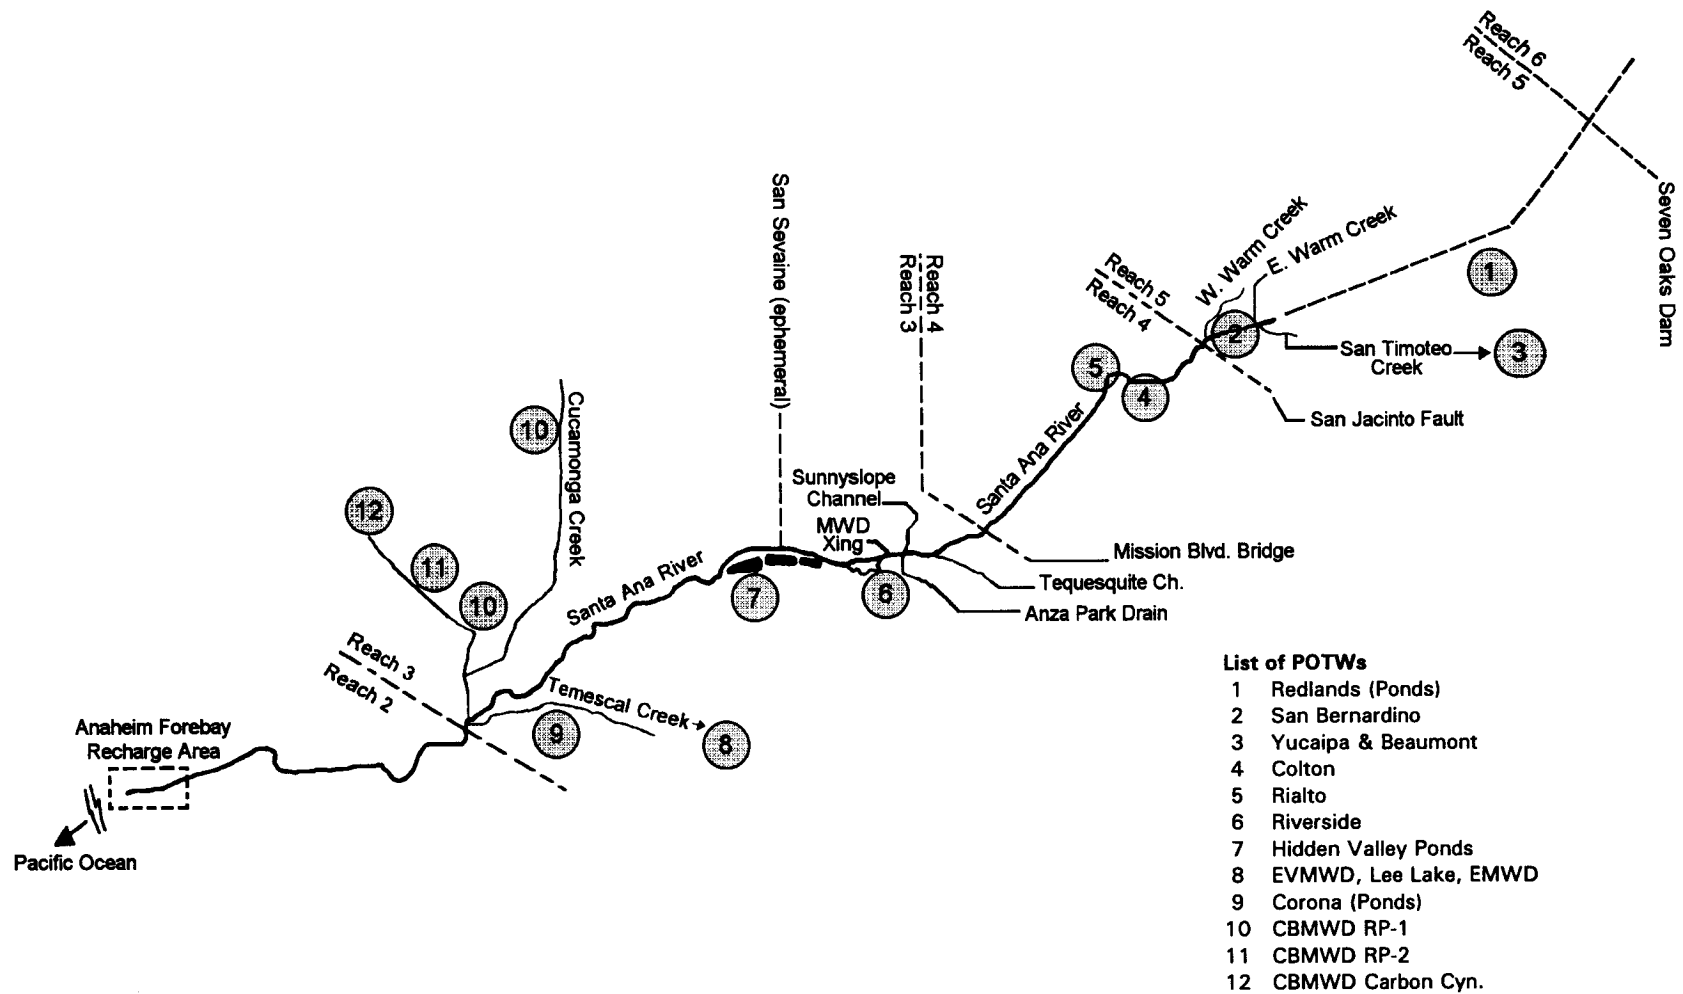 Reach 6
Reach 5
Seven Oaks Dam
1
W. Warm Creek
E. Warm Creek
Reach 5
Reach 4
2
San Timoteo
Creek
3
San Jacinto Fault
5
4
Santa Ana River
San Sevaine (ephemeral)
Reach 4
Reach 3
Sunnyslope
Channel
MWD
Xing
Mission Blvd. Bridge
Tequesquite Ch.
Anza Park Drain
6
7
Santa Ana River
Cucamonga Creek
10
12
11
10
Reach 3
Reach 2
Temescal Creek
9
8
Anaheim Forebay
Recharge Area
Pacific Ocean
List of POTWs
1 Redlands (Ponds)
2 San Bernardino
3 Yucaipa & Beaumont
4 Colton
5 Rialto
6 Riverside
7 Hidden Valley Ponds
8 EVMWD, Lee Lake, EMWD
9 Corona (Ponds)
10 CBMWD RP-1
11 CBMWD RP-2
12 CBMWD Carbon Cyn.